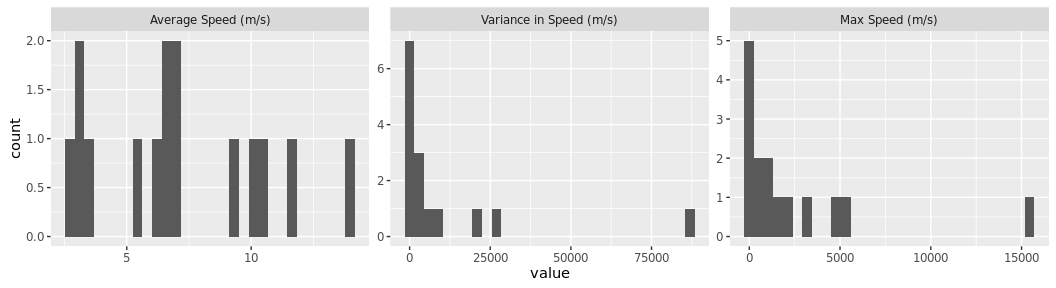 Average Speed (m/s)
Variance in Speed (m/s)
Max Speed (m/s)
count
2.0
1.5
1.0
0.5
0.0
5 10
6
4
2
0
0 25000 50000 75000
5
4
3
2
1
0
0 5000 10000 15000
value